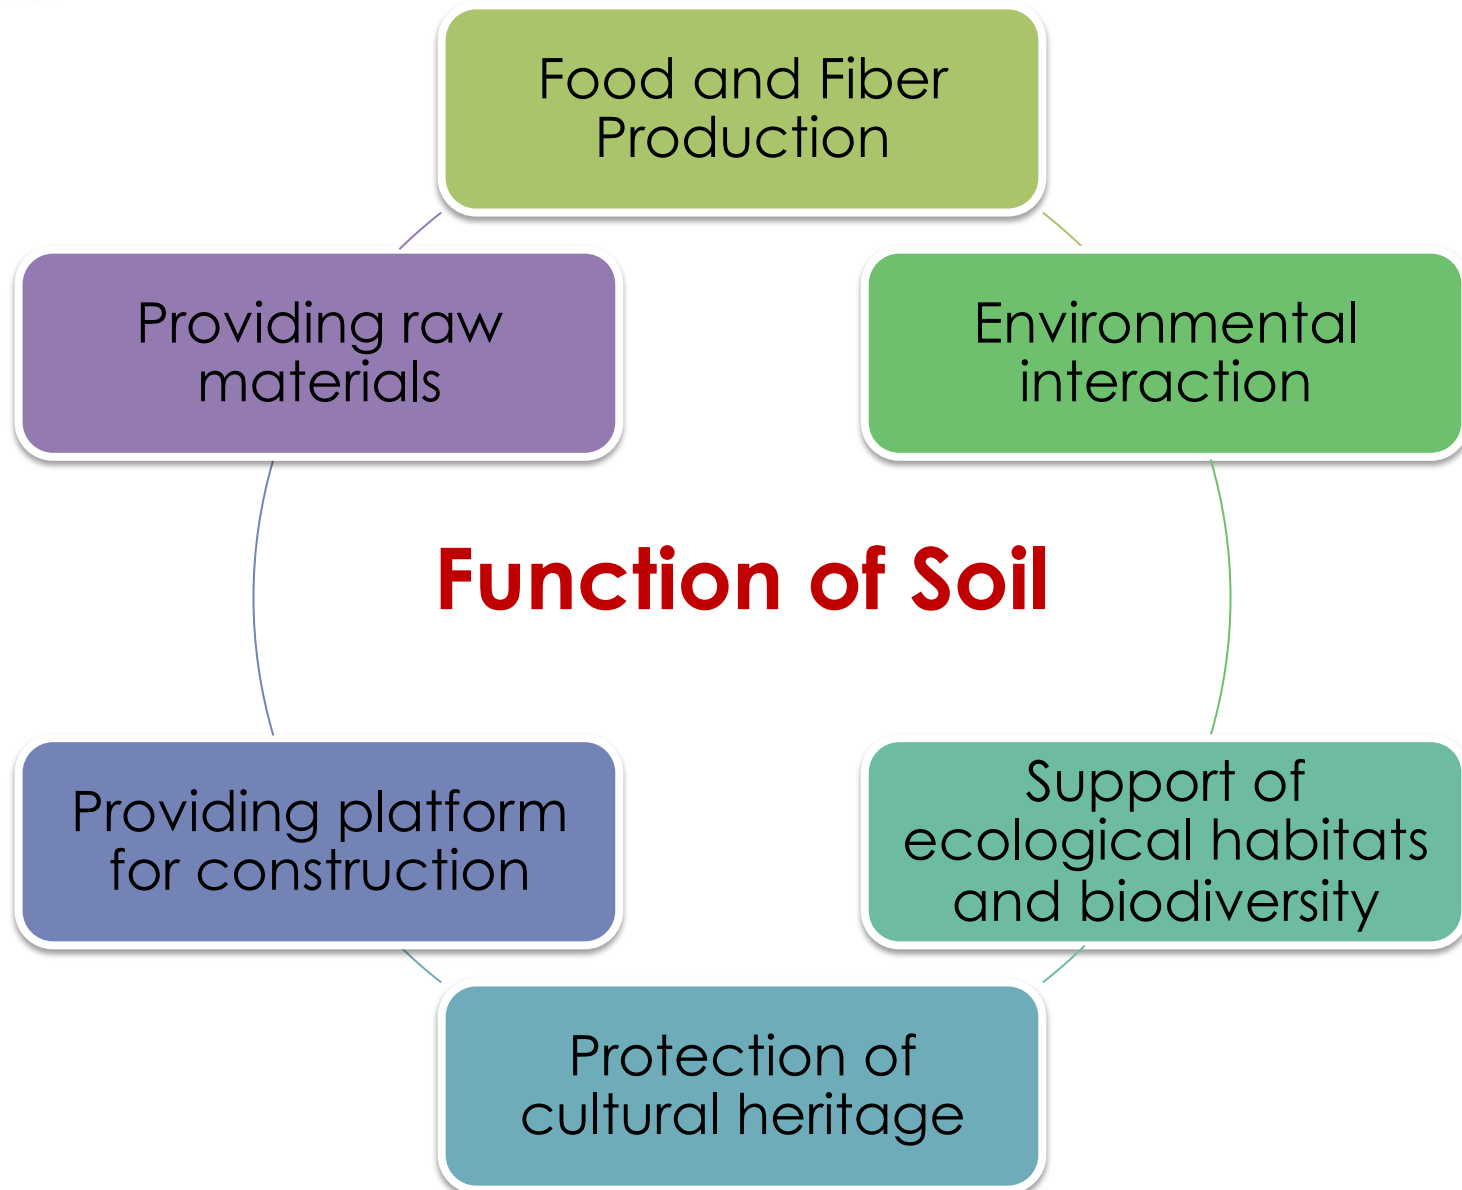 Food and Fiber
Production
Environmental
interaction
Support of
ecological habitats
and biodiversity
Protection of
cultural heritage
Providing platform
for construction
Providing raw
materials
Function of Soil